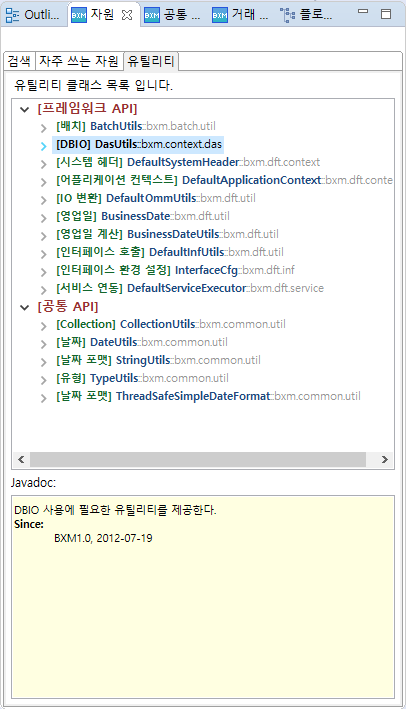 Outli... BXM 자원 BXM 공통 ... BXM 거래 ... 플로...
검색 자주 쓰는 자원 유틸리티
유틸리티 클래스 목록 입니다.
[프레임워크 API]
[배치] BatchUtils::bxm.batch.util
[DBIO] DasUtils::bxm.context.das
[시스템 헤더] DefaultSystemHeader::bxm.dft.context
[어플리케이션 컨텍스트] DefaultApplicationContext::bxm.dft.conte
[IO 변환] DefaultOmmUtils::bxm.dft.util
[영업일] BusinessDate::bxm.dft.util
[영업일 계산] BusinessDateUtils::bxm.dft.util
[인터페이스 호출] DefaultInfUtils::bxm.dft.util
[인터페이스 환경 설정] InterfaceCfg::bxm.dft.inf
[서비스 연동] DefaultServiceExecutor::bxm.dft.service
[공통 API]
[Collection] CollectionUtils::bxm.common.util
[날짜] DateUtils::bxm.common.util
[날짜 포맷] StringUtils::bxm.common.util
[유형] TypeUtils::bxm.common.util
[날짜 포맷] ThreadSafeSimpleDateFormat::bxm.common.util
Javadoc:
DBIO 사용에 필요한 유틸리티를 제공한다.
Since:
BXM1.0, 2012-07-19